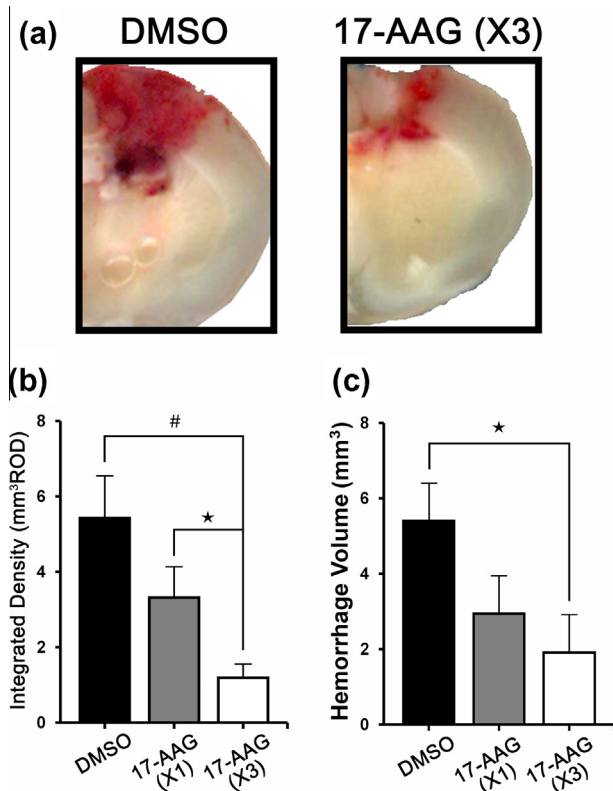 (a) DMSO 17-AAG (X3)
(b)
Integrated Density (mm³ROD)
8
6
4
2
0
#
★
DMSO
17-AAG
(X1)
17-AAG
(X3)
(c)
Hemorrhage Volume (mm³)
8
6
4
2
0
★
DMSO
17-AAG
(X1)
17-AAG
(X3)